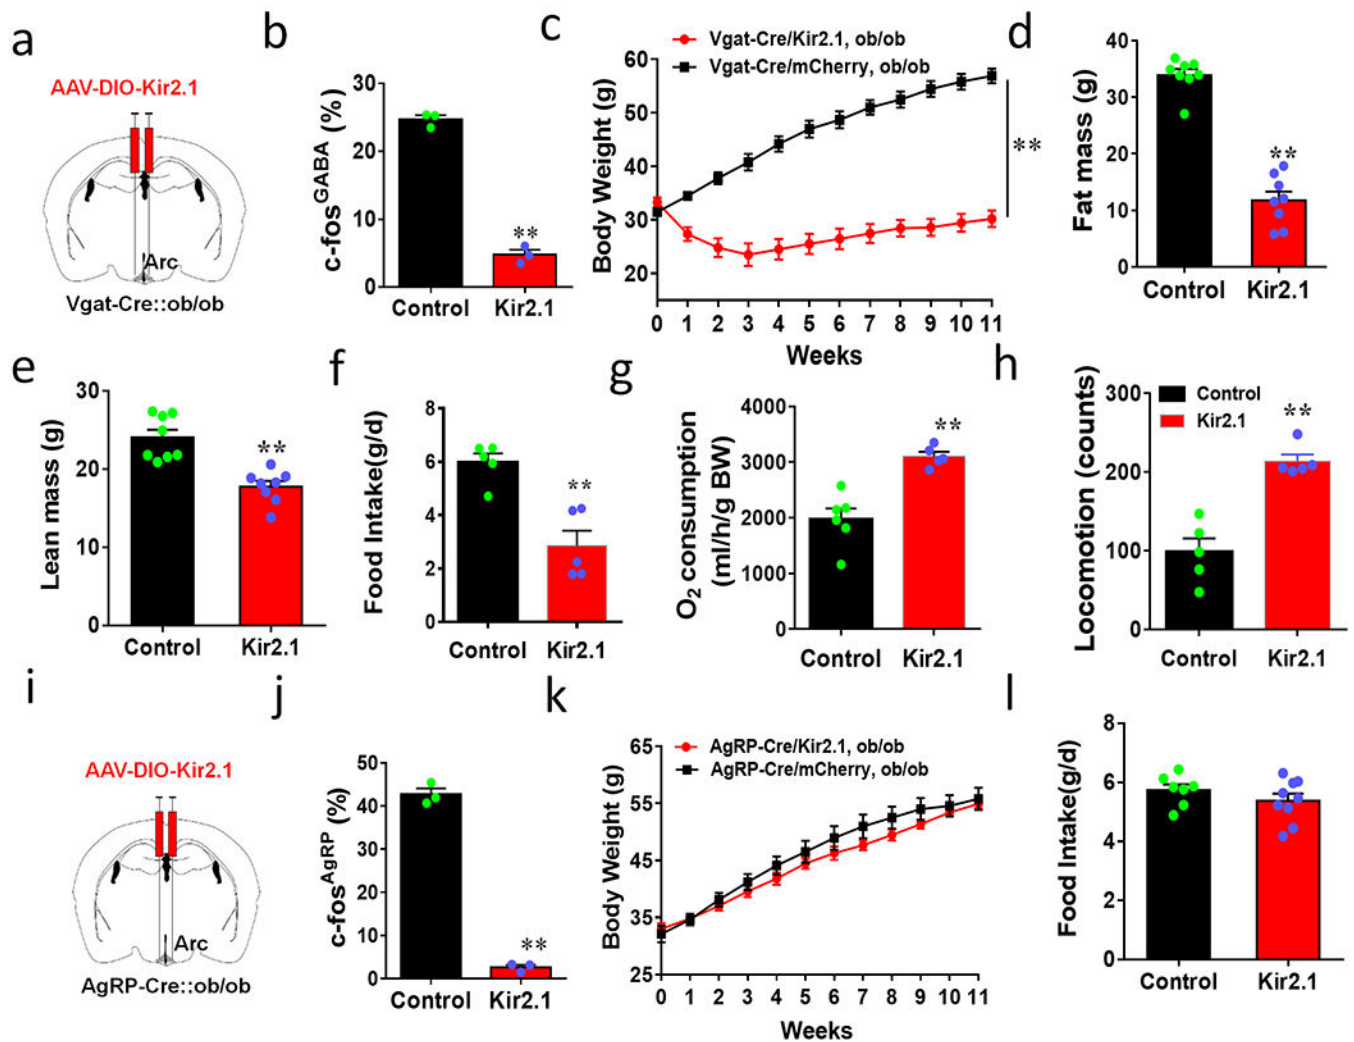 a
AAV-DIO-Kir2.1
Arc
Vgat-Cre::ob/ob
b
c-fos^GABA (%)
30
20
10
0
**
Control Kir2.1
c
Vgat-Cre/Kir2.1, ob/ob
Vgat-Cre/mCherry, ob/ob
Body Weight (g)
60
50
40
30
20
**
0 1 2 3 4 5 6 7 8 9 10 11
Weeks
d
Fat mass (g)
40
30
20
10
0
**
Control Kir2.1
e
Lean mass (g)
30
20
10
0
**
Control Kir2.1
f
Food Intake(g/d)
8
6
4
2
0
**
Control Kir2.1
g
O2 consumption
(ml/h/g BW)
4000
3000
2000
1000
0
**
Control Kir2.1
h
Locomotion (counts)
300
200
100
0
Control
Kir2.1
**
Control Kir2.1
i
AAV-DIO-Kir2.1
Arc
AgRP-Cre::ob/ob
j
c-fos^AgRP (%)
50
40
30
20
10
0
**
Control Kir2.1
k
AgRP-Cre/Kir2.1, ob/ob
AgRP-Cre/mCherry, ob/ob
Body Weight (g)
65
55
45
35
25
0 1 2 3 4 5 6 7 8 9 10 11
Weeks
l
Food Intake(g/d)
8
6
4
2
0
Control Kir2.1